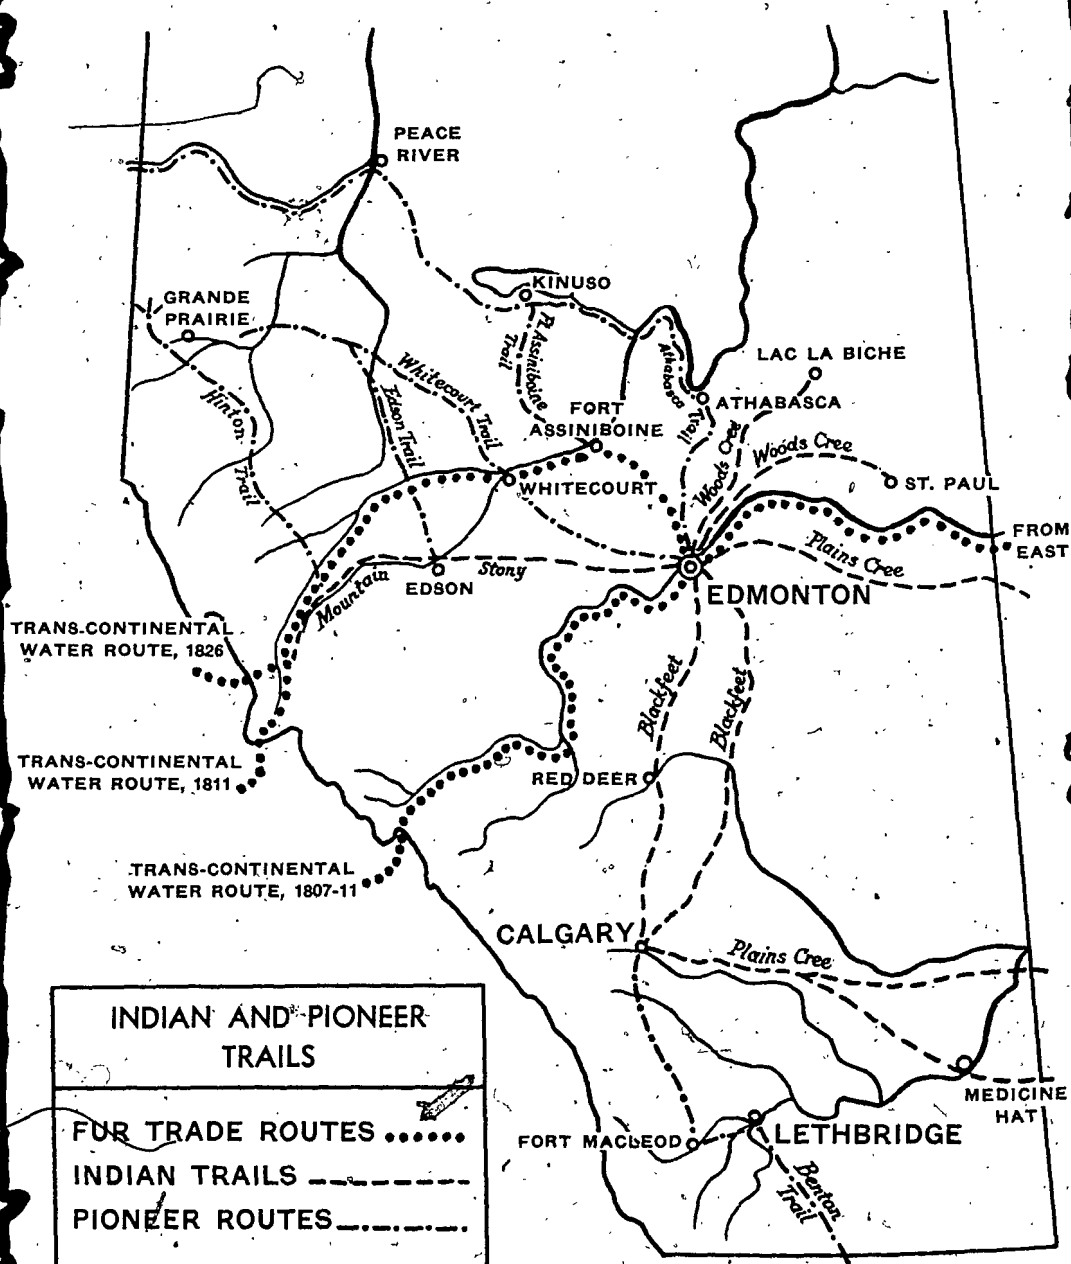 PEACE
RIVER
KINUSO
GRANDE
PRAIRIE
Ft. Assiniboine
Trail
Athabasca
Trail
LAC LA BICHE
Whitecourt Trail
Edson Trail
Hinton
Trail
FORT
ASSINIBOINE
ATHABASCA
Woods Cree
Woods Cree
WHITECOURT
ST. PAUL
FROM
EAST
Plains Cree
Mountain
Stony
EDSON
EDMONTON
TRANS-CONTINENTAL
WATER ROUTE, 1826
Blackfeet
Blackfeet
TRANS-CONTINENTAL
WATER ROUTE, 1811
RED DEER
TRANS-CONTINENTAL
WATER ROUTE, 1807-11
CALGARY
Plains Cree
MEDICINE
HAT
FORT MACLEOD
LETHBRIDGE
Benton
Trail
INDIAN AND PIONEER
TRAILS
FUR TRADE ROUTES
INDIAN TRAILS
PIONEER ROUTES